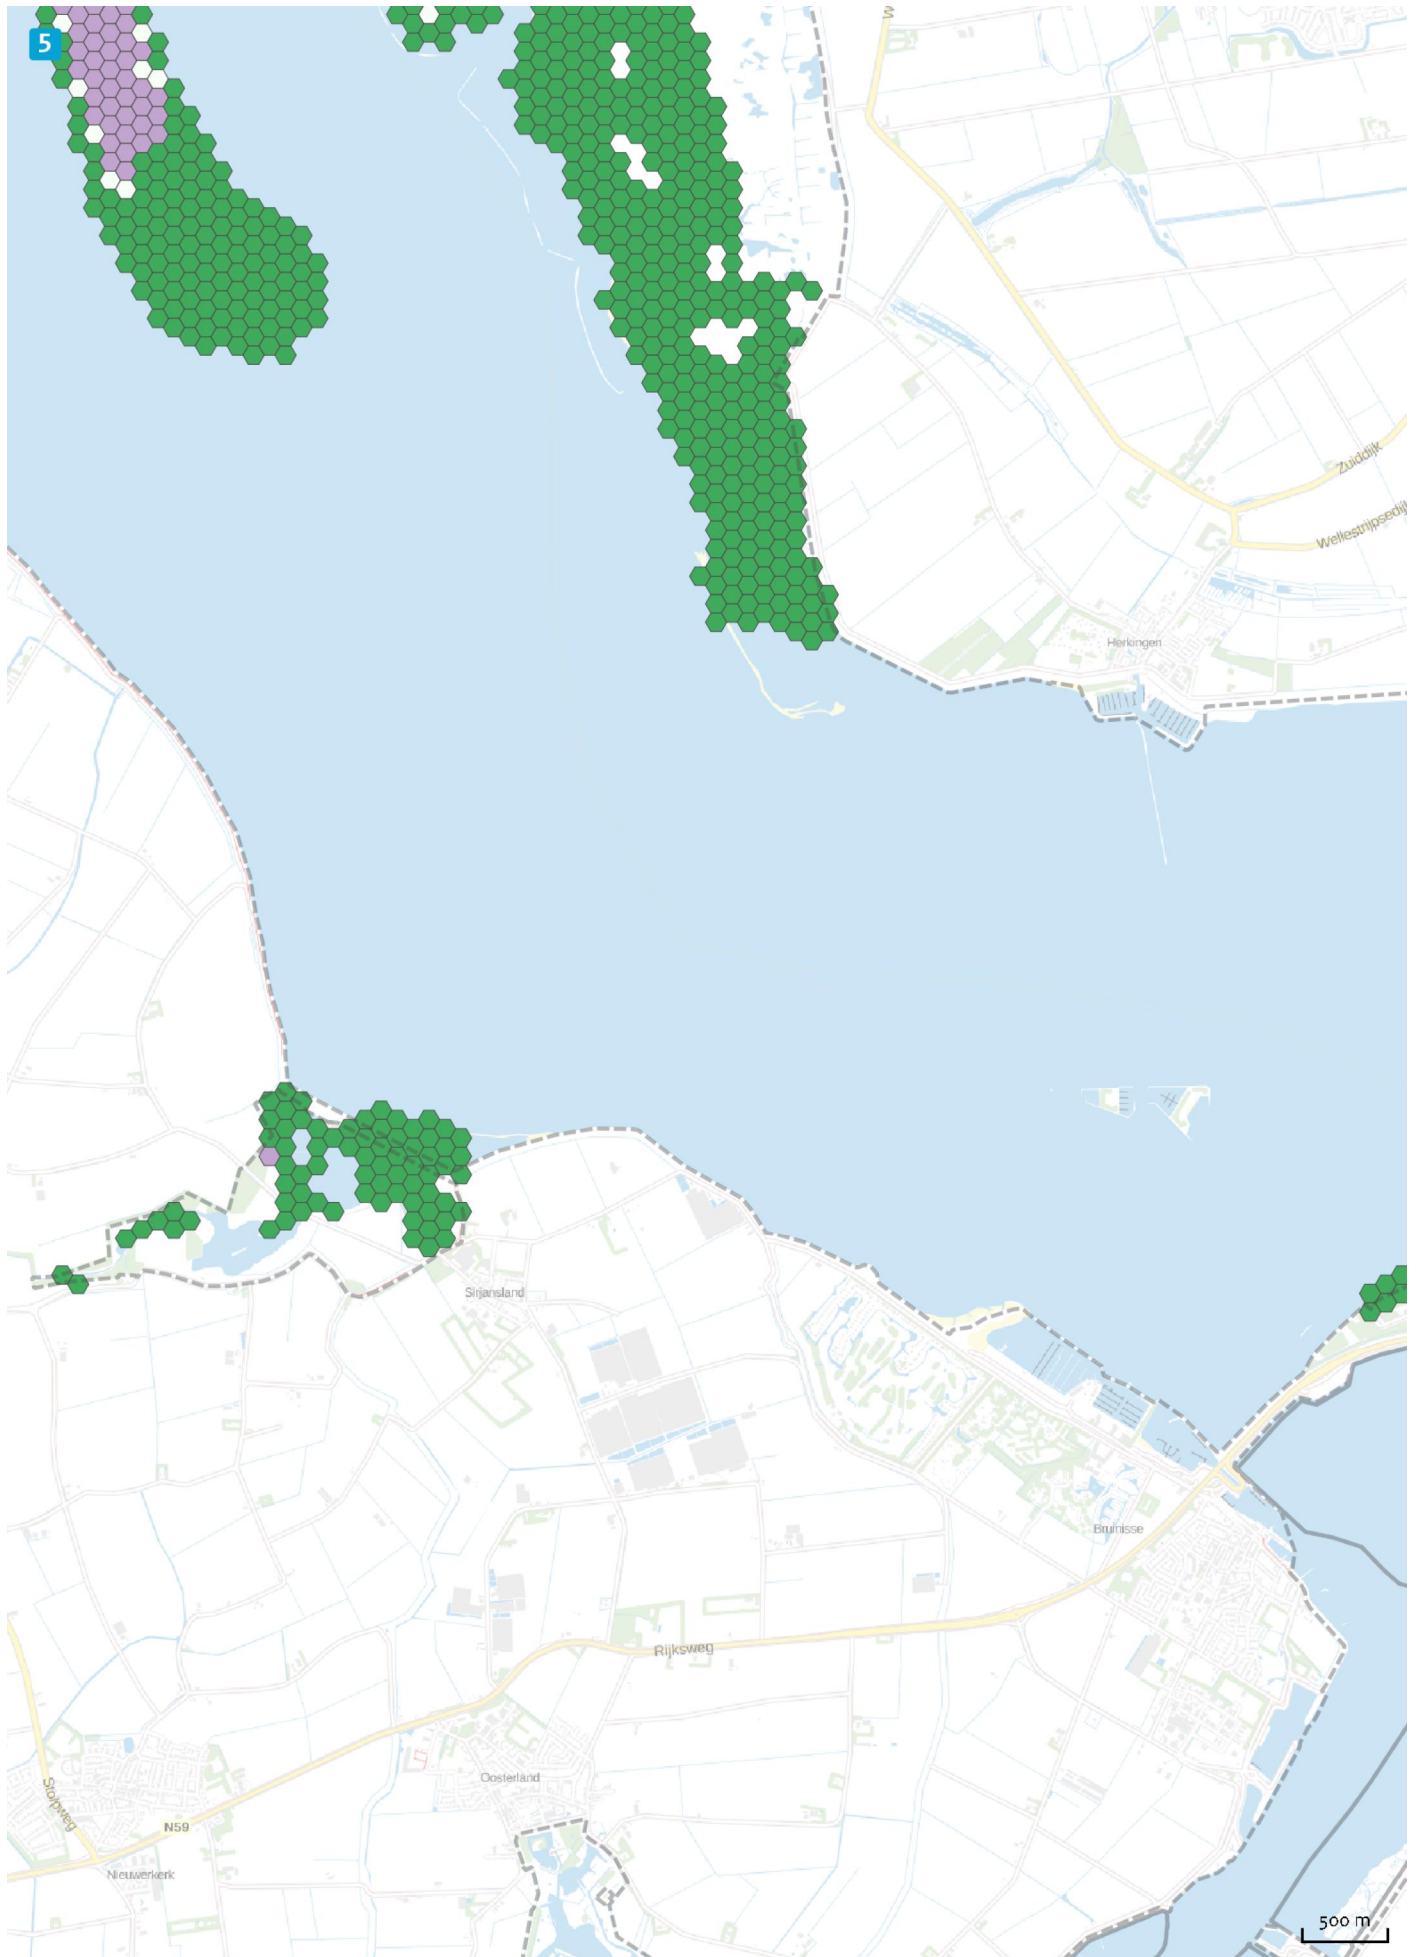 5
W
Zuiddijk
Wellestrijpsedijk
Herkingen
Sirjansland
Bruinisse
Rijksweg
Oosterland
Stolpweg
N59
Nieuwerkerk
500 m